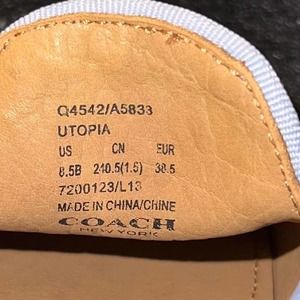 Q4542/A5833
UTOPIA
US CN EUR
8.5B 240.5(1.5) 38.5
7200123/L13
MADE IN CHINA/CHINE
COACH
NEW YORK